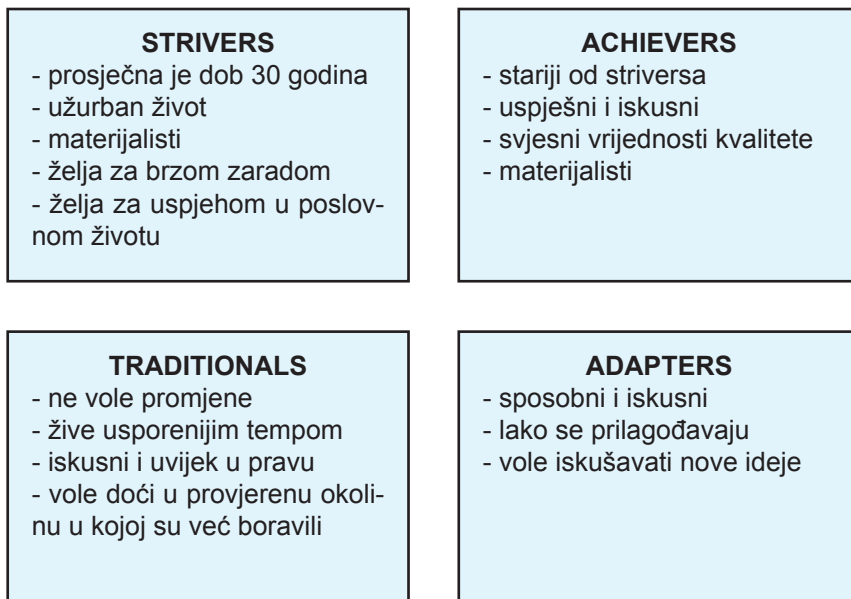 STRIVERS
- prosječna je dob 30 godina
- užurban život
- materijalisti
- želja za brzom zaradom
- želja za uspjehom u poslov-
nom životu
ACHIEVERS
- stariji od striversa
- uspješni i iskusni
- svjesni vrijednosti kvalitete
- materijalisti
TRADITIONALS
- ne vole promjene
- žive usporenijim tempom
- iskusni i uvijek u pravu
- vole doći u provjerenu okoli-
nu u kojoj su već boravili
ADAPTERS
- sposobni i iskusni
- lako se prilagođavaju
- vole iskušavati nove ideje